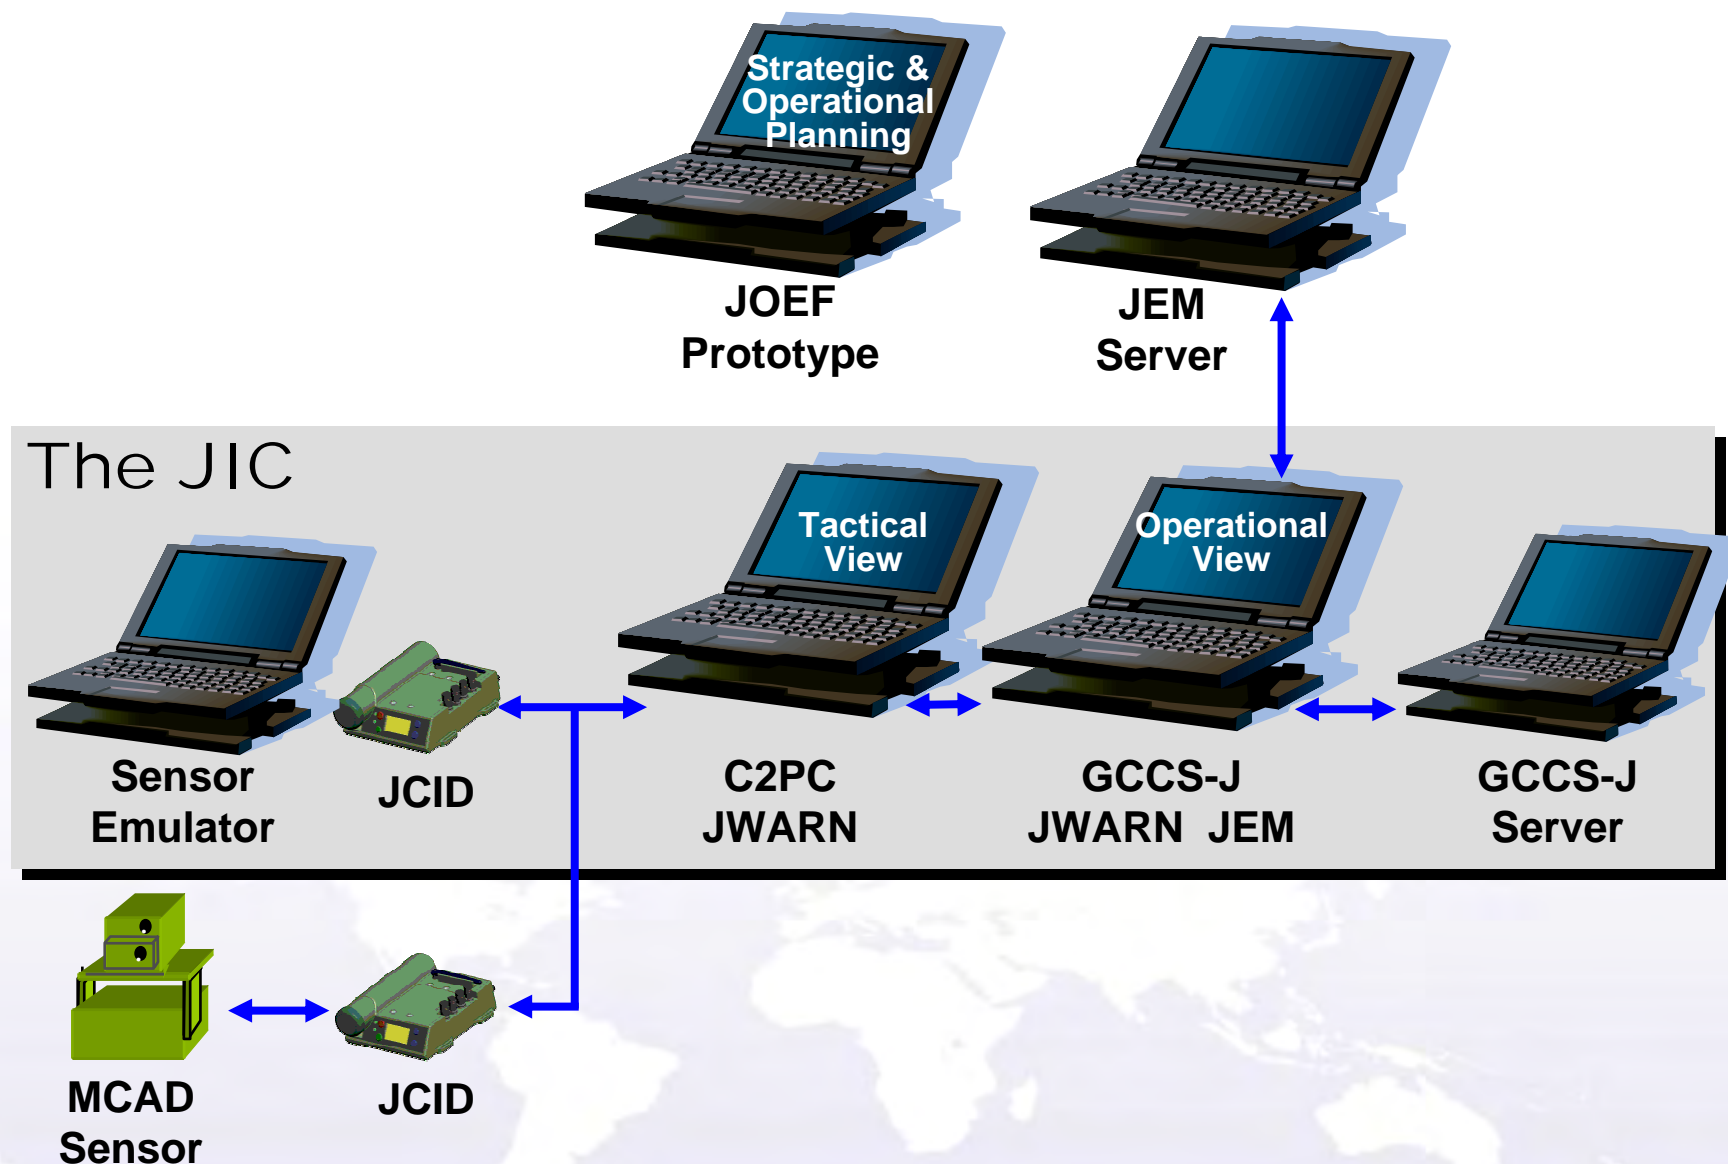 Strategic &
Operational
Planning
JOEF
Prototype
JEM
Server
The JIC
Tactical
View
Operational
View
Sensor
Emulator
JCID
C2PC
JWARN
GCCS-J
JWARN JEM
GCCS-J
Server
MCAD
Sensor
JCID